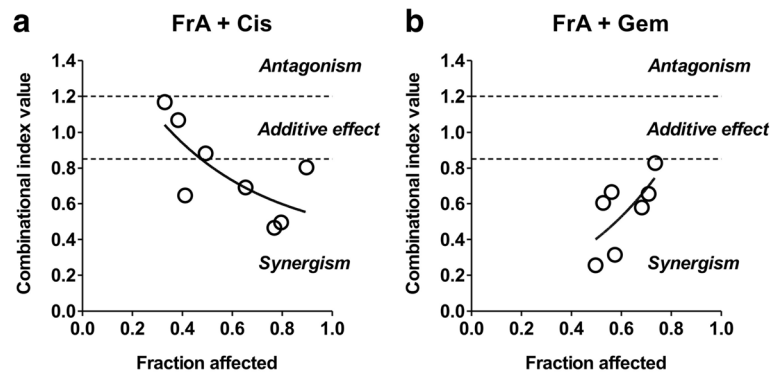 a
FrA + Cis
Combinational index value
1.4
1.2
1.0
0.8
0.6
0.4
0.2
0.0
Antagonism
Additive effect
Synergism
0.0 0.2 0.4 0.6 0.8 1.0
Fraction affected
b
FrA + Gem
Combinational index value
1.4
1.2
1.0
0.8
0.6
0.4
0.2
0.0
Antagonism
Additive effect
Synergism
0.0 0.2 0.4 0.6 0.8 1.0
Fraction affected